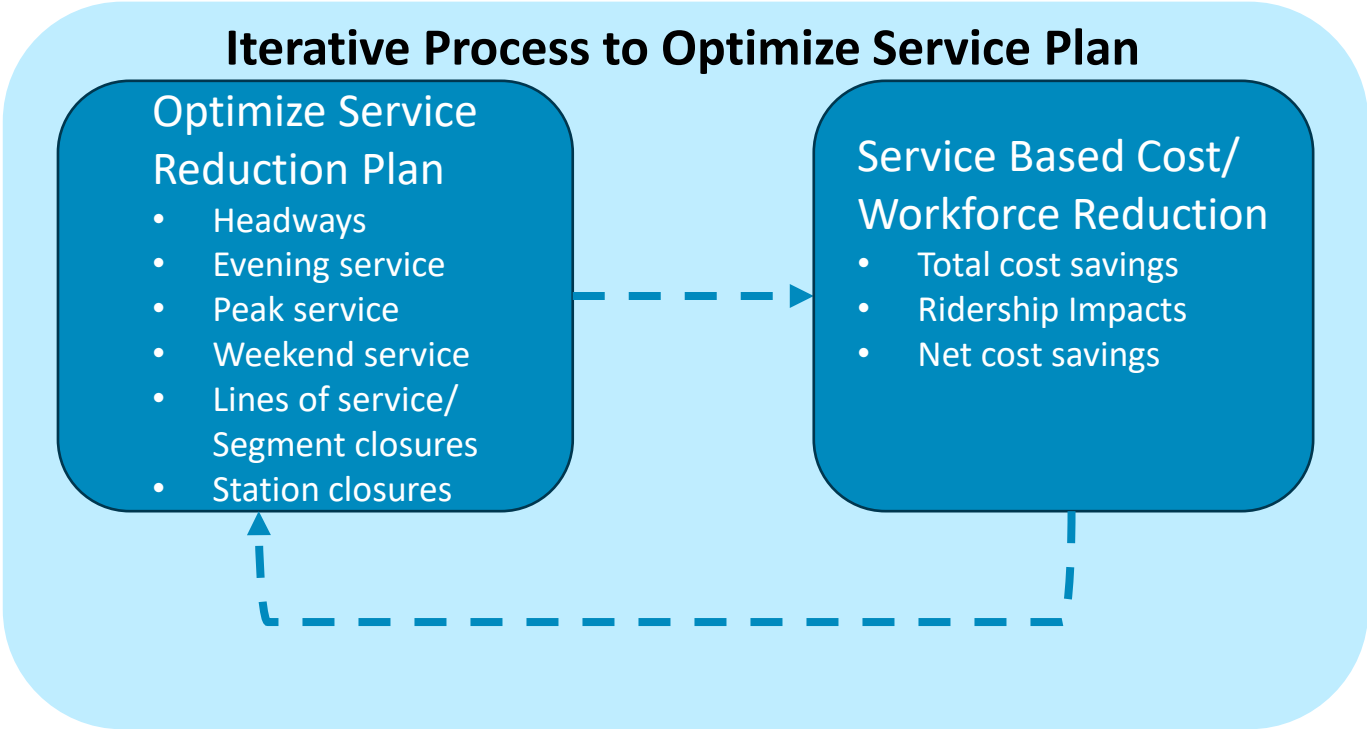 Iterative Process to Optimize Service Plan
Optimize Service
Reduction Plan
• Headways
• Evening service
• Peak service
• Weekend service
• Lines of service/
Segment closures
• Station closures
Service Based Cost/
Workforce Reduction
• Total cost savings
• Ridership Impacts
• Net cost savings